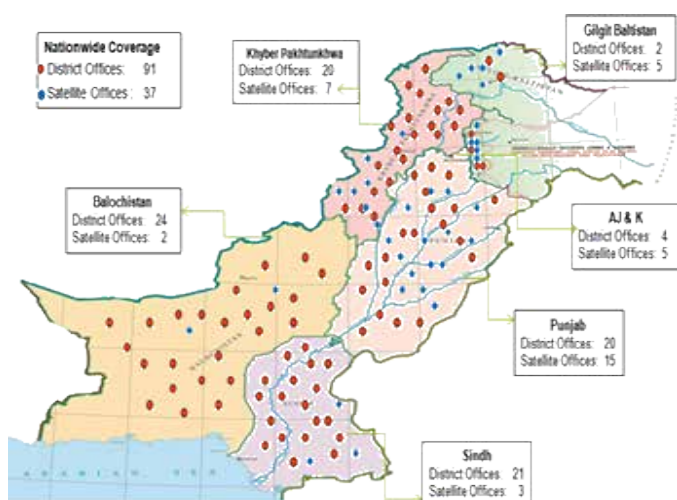 Nationwide Coverage
District Offices: 91
Satellite Offices: 37
Khyber Pakhtunkhwa
District Offices: 20
Satellite Offices: 7
Gilgit Baltistan
District Offices: 2
Satellite Offices: 5
Balochistan
District Offices: 24
Satellite Offices: 2
AJ & K
District Offices: 4
Satellite Offices: 5
Punjab
District Offices: 20
Satellite Offices: 15
Sindh
District Offices: 21
Satellite Offices: 3